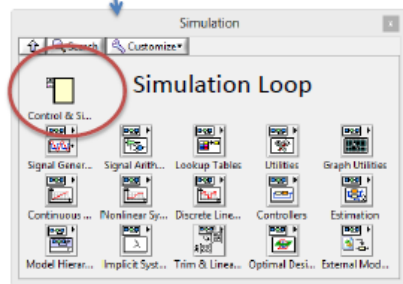 Simulation
Search Customize
Simulation Loop
Control & Si...
Signal Gener... Signal Arith... Lookup Tables Utilities Graph Utilities
Continuous ... Nonlinear Sy... Discrete Line... Controllers Estimation
Model Hierar... Implicit Syst... Trim & Linea... Optimal Desi... External Mod...